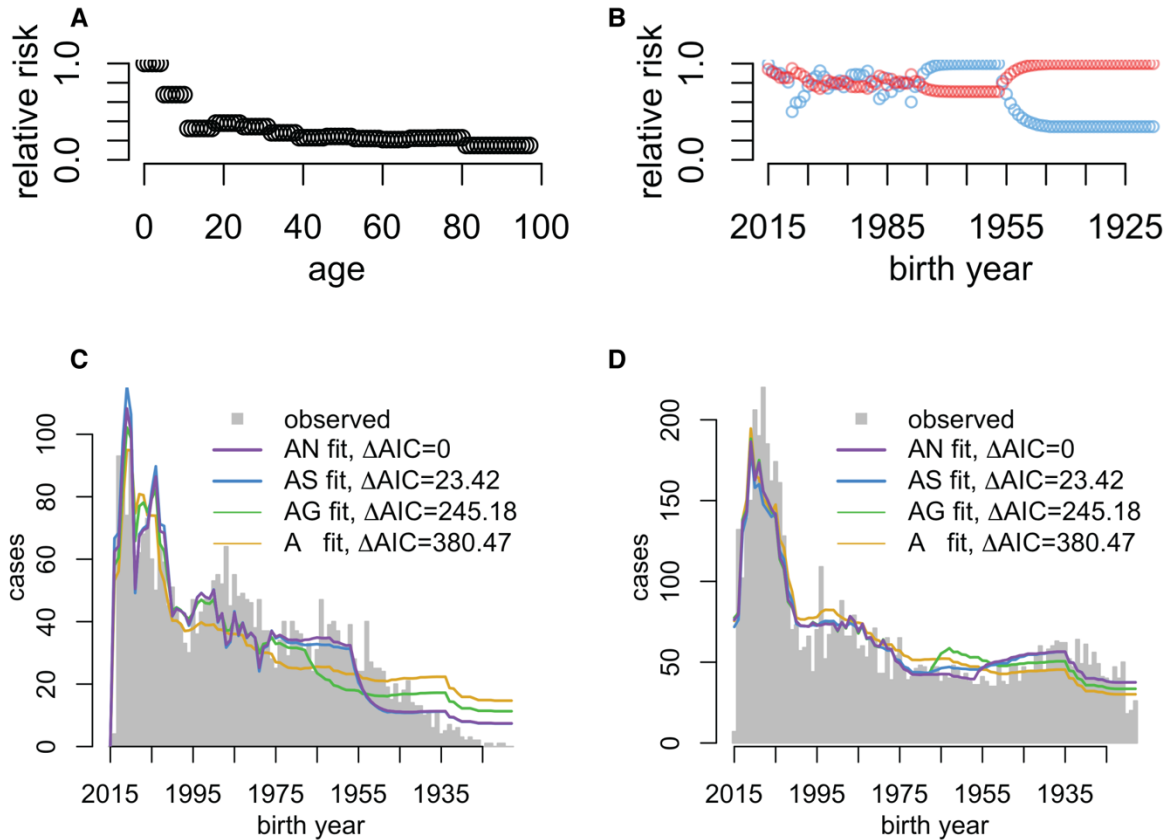 A
relative risk
0.0 1.0
0 20 40 60 80 100
age
B
relative risk
0.0 1.0
2015 1985 1955 1925
birth year
C
cases
0 20 40 60 80 100
observed
AN fit, ΔAIC=0
AS fit, ΔAIC=23.42
AG fit, ΔAIC=245.18
A fit, ΔAIC=380.47
2015 1995 1975 1955 1935
birth year
D
cases
0 50 100 150 200
observed
AN fit, ΔAIC=0
AS fit, ΔAIC=23.42
AG fit, ΔAIC=245.18
A fit, ΔAIC=380.47
2015 1995 1975 1955 1935
birth year